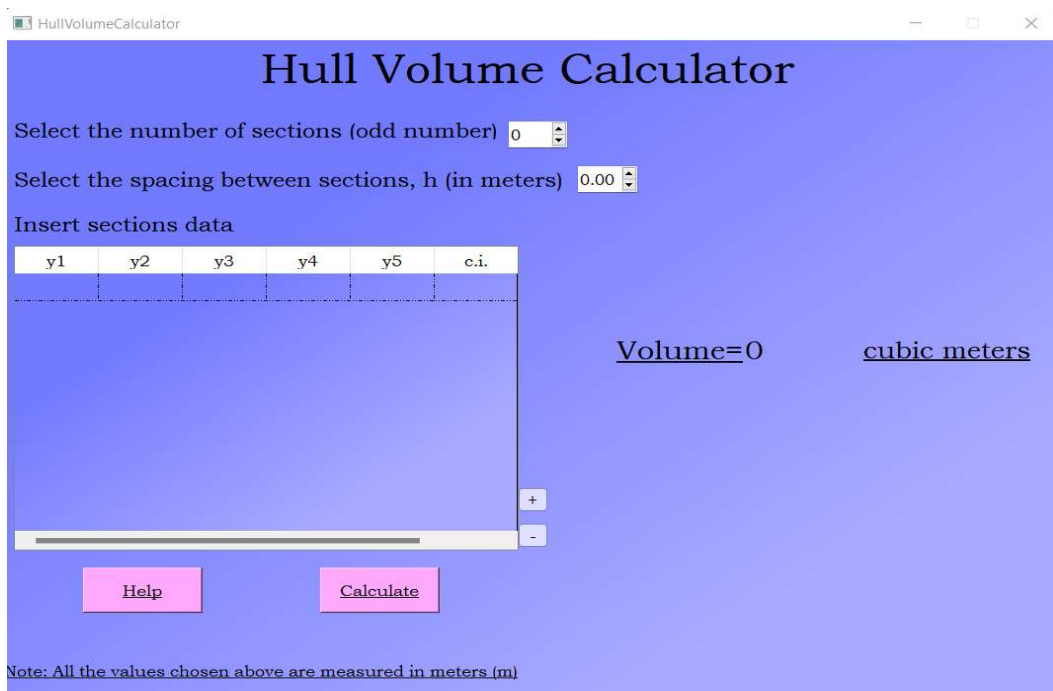 HullVolumeCalculator
Hull Volume Calculator
Select the number of sections (odd number) 0
Select the spacing between sections, h (in meters) 0.00
Insert sections data
y1 y2 y3 y4 y5 c.i.
Volume=0 cubic meters
+
-
Help Calculate
Note: All the values chosen above are measured in meters (m)